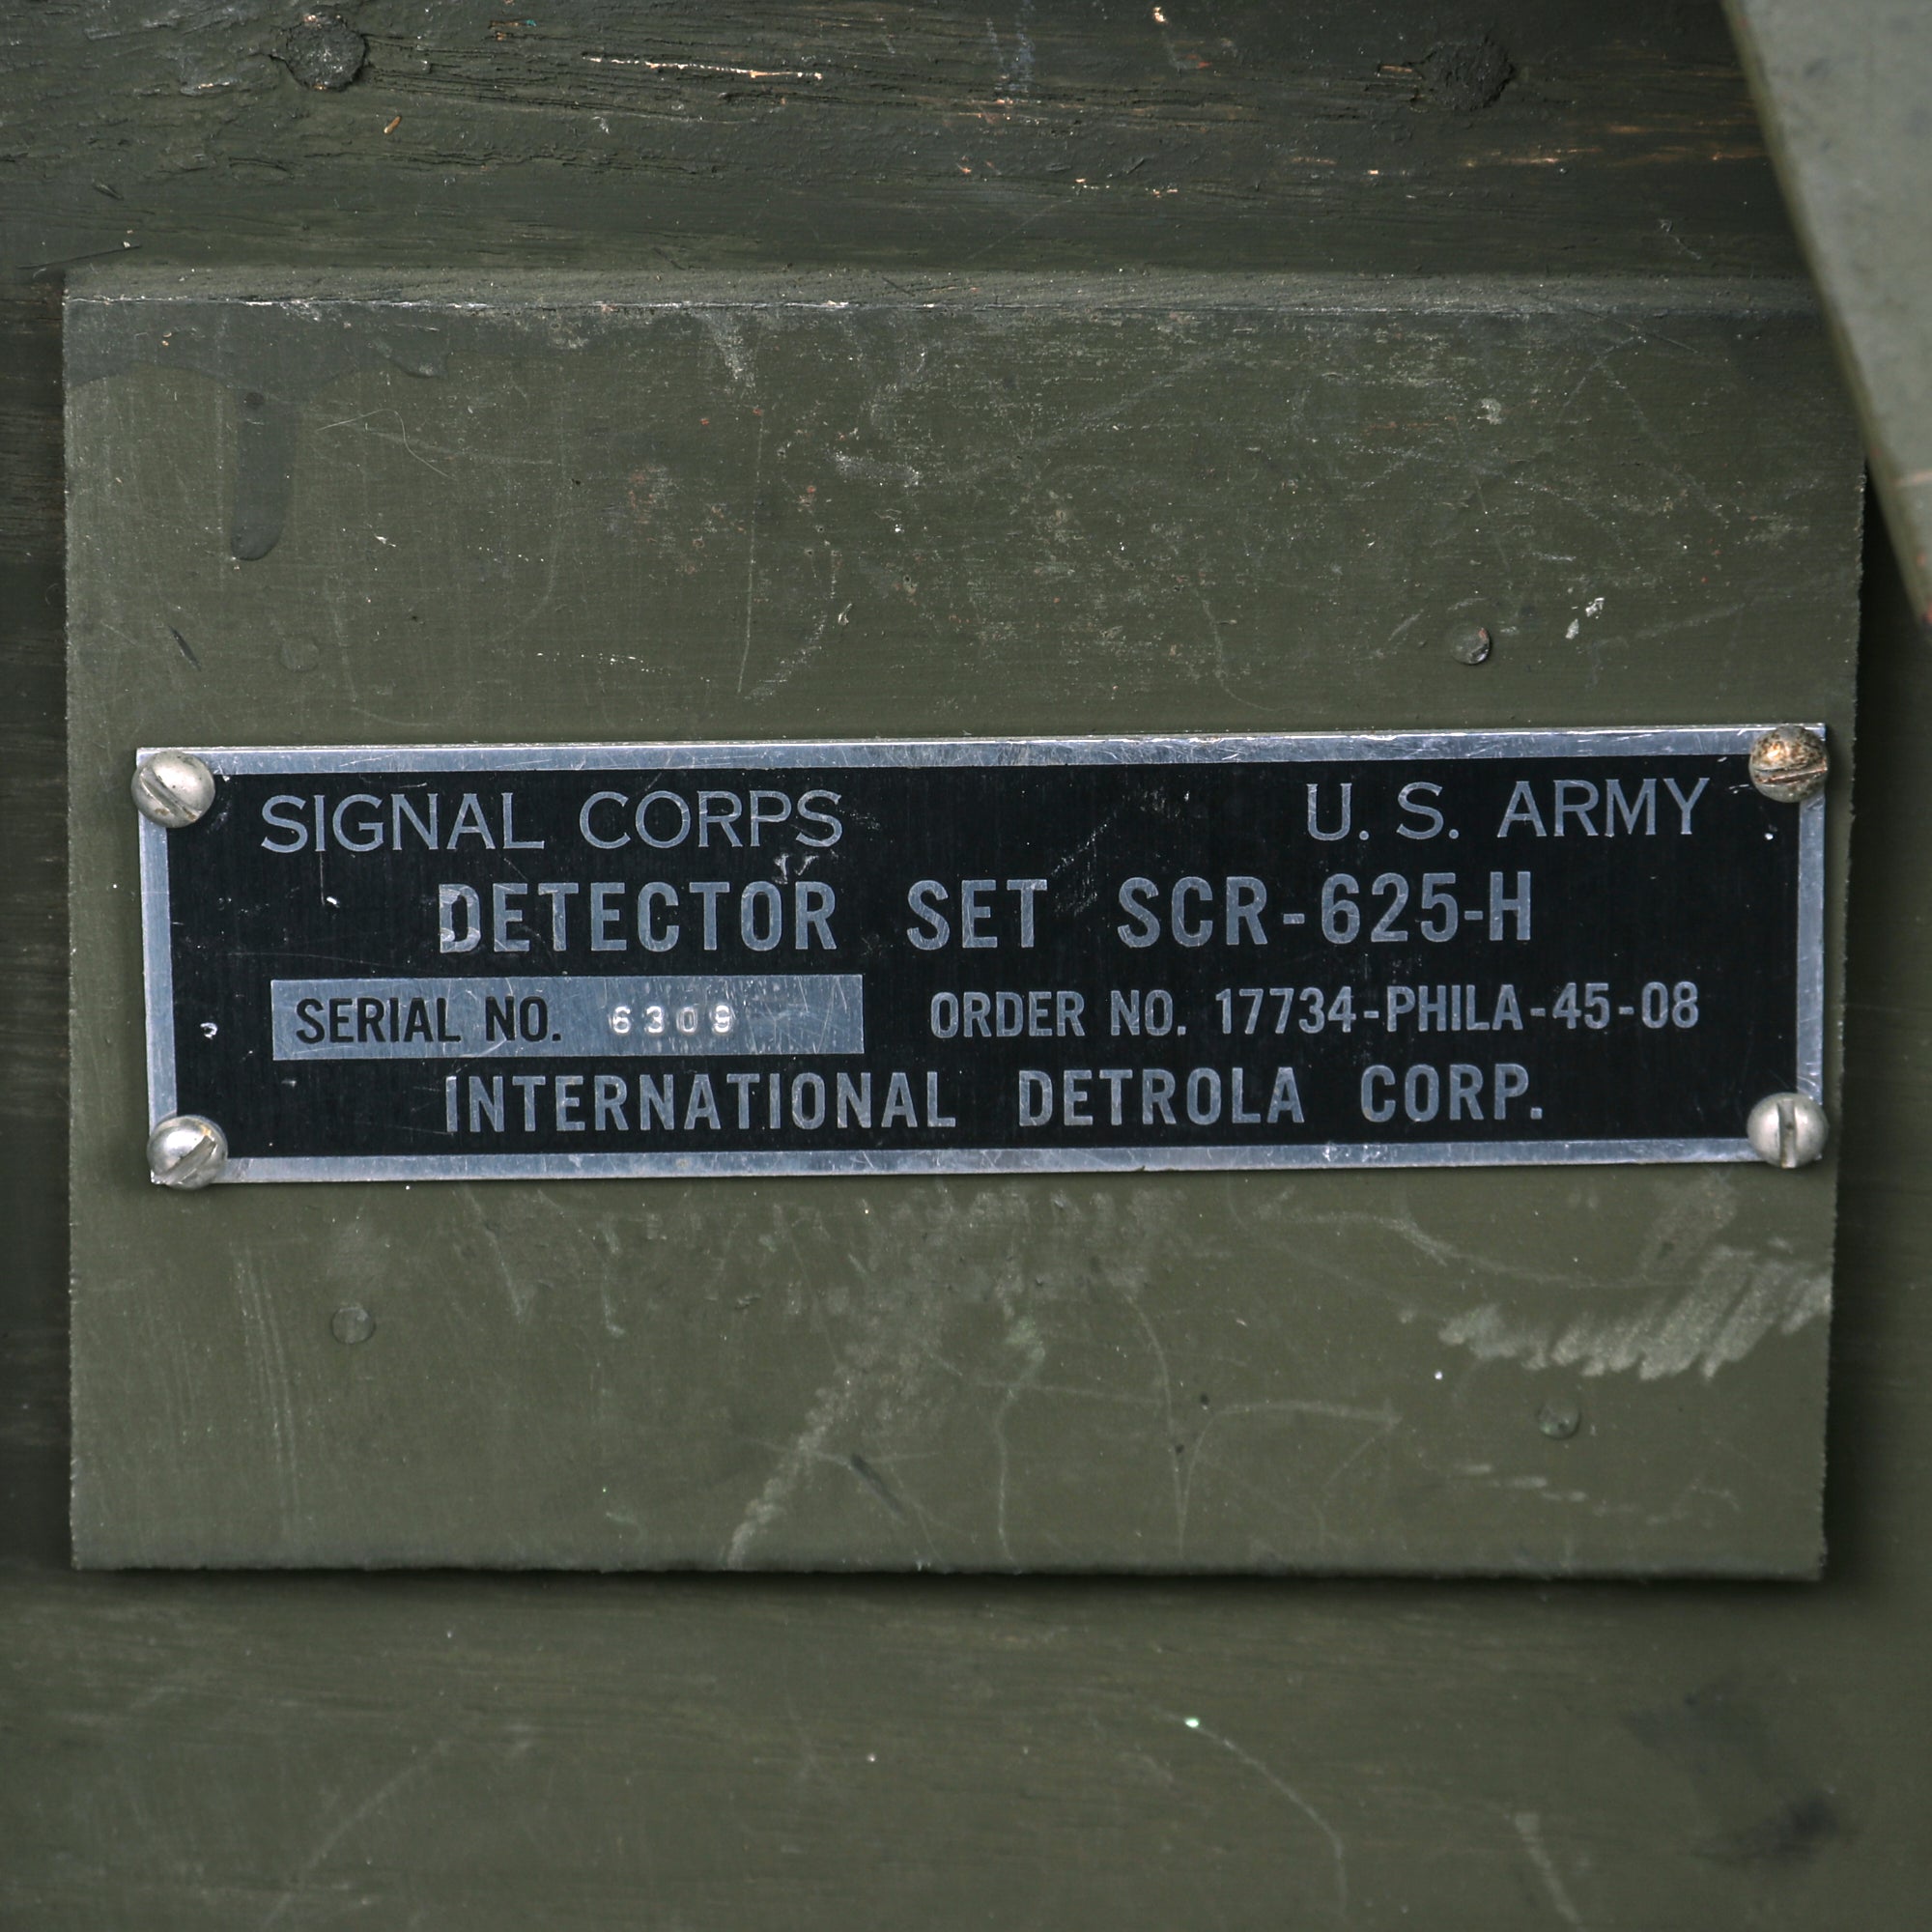 SIGNAL CORPS U. S. ARMY
DETECTOR SET SCR-625-H
SERIAL NO. 6309 ORDER NO. 17734-PHILA-45-08
INTERNATIONAL DETROLA CORP.